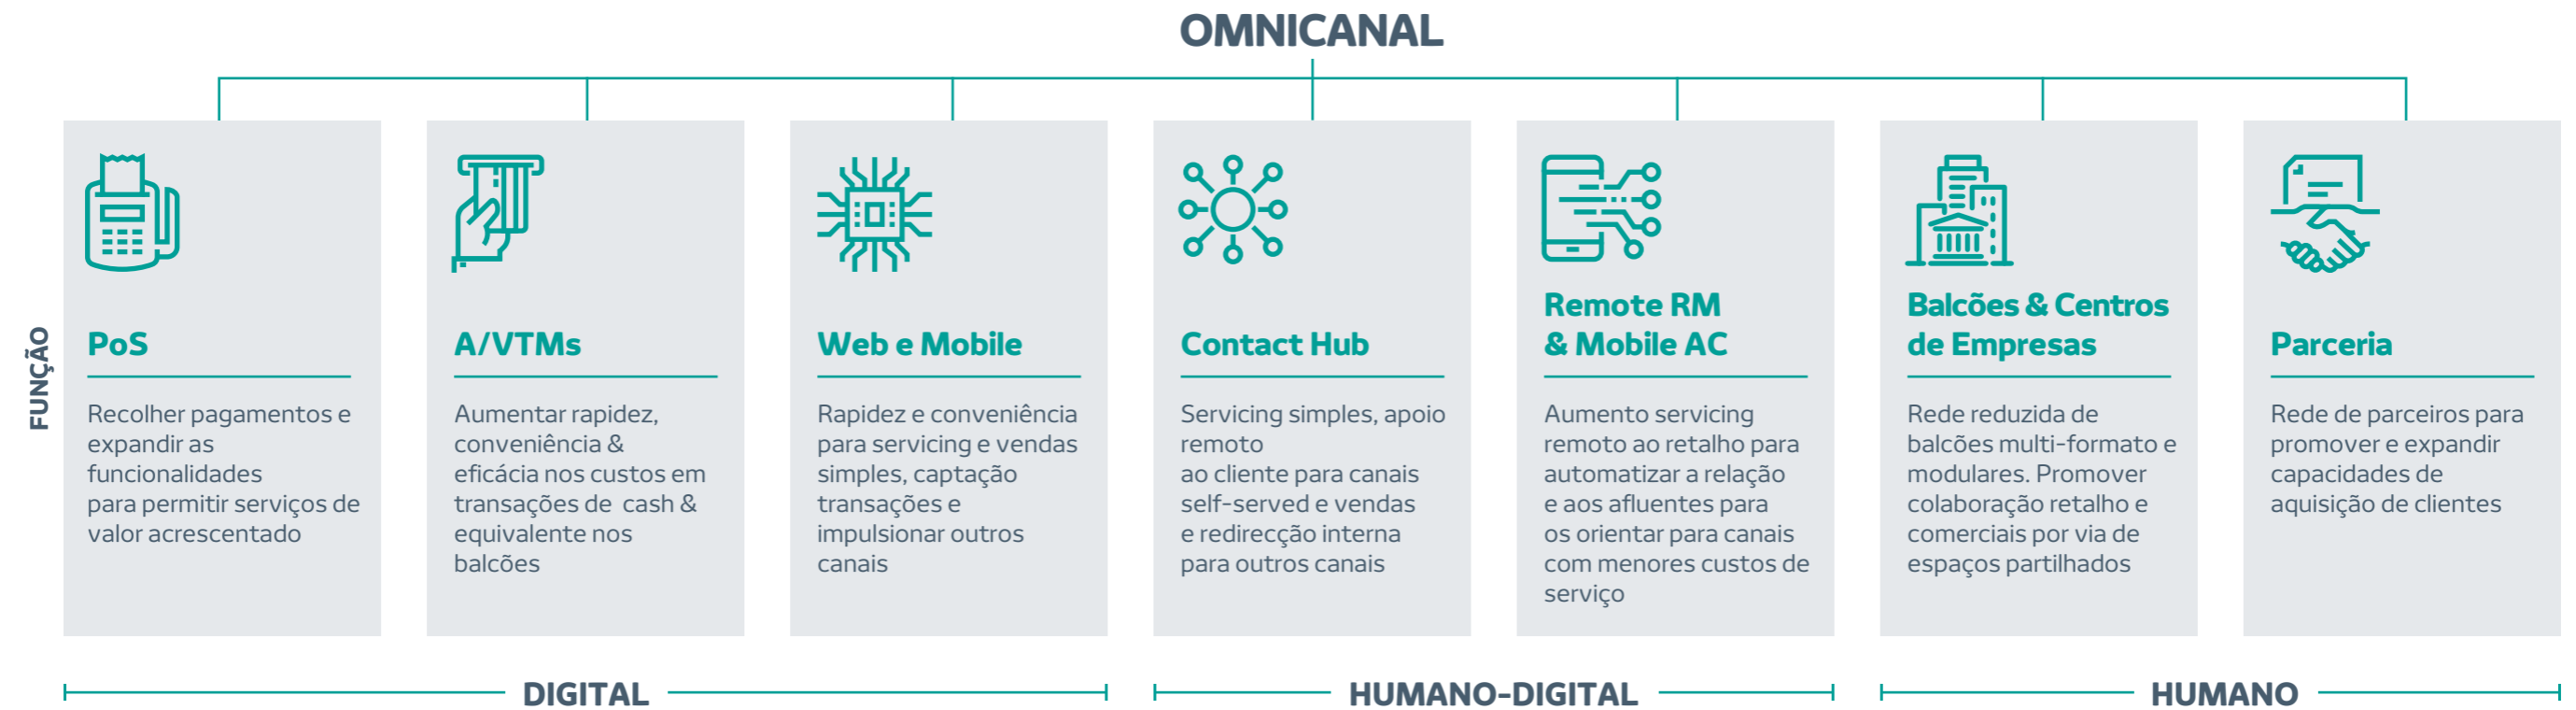 OMNICANAL
FUNÇÃO
PoS
Recolher pagamentos e
expandir as
funcionalidades
para permitir serviços de
valor acrescentado
A/VTMs
Aumentar rapidez,
conveniência &
eficácia nos custos em
transações de cash &
equivalente nos
balcões
Web e Mobile
Rapidez e conveniência
para servicing e vendas
simples, captação
transações e
impulsionar outros
canais
Contact Hub
Servicing simples, apoio
remoto
ao cliente para canais
self-served e vendas
e redirecção interna
para outros canais
Remote RM
& Mobile AC
Aumento servicing
remoto ao retalho para
automatizar a relação
e aos afluentes para
os orientar para canais
com menores custos de
serviço
Balcões & Centros
de Empresas
Rede reduzida de
balcões multi-formato e
modulares. Promover
colaboração retalho e
comerciais por via de
espaços partilhados
Parceria
Rede de parceiros para
promover e expandir
capacidades de
aquisição de clientes
DIGITAL
HUMANO-DIGITAL
HUMANO